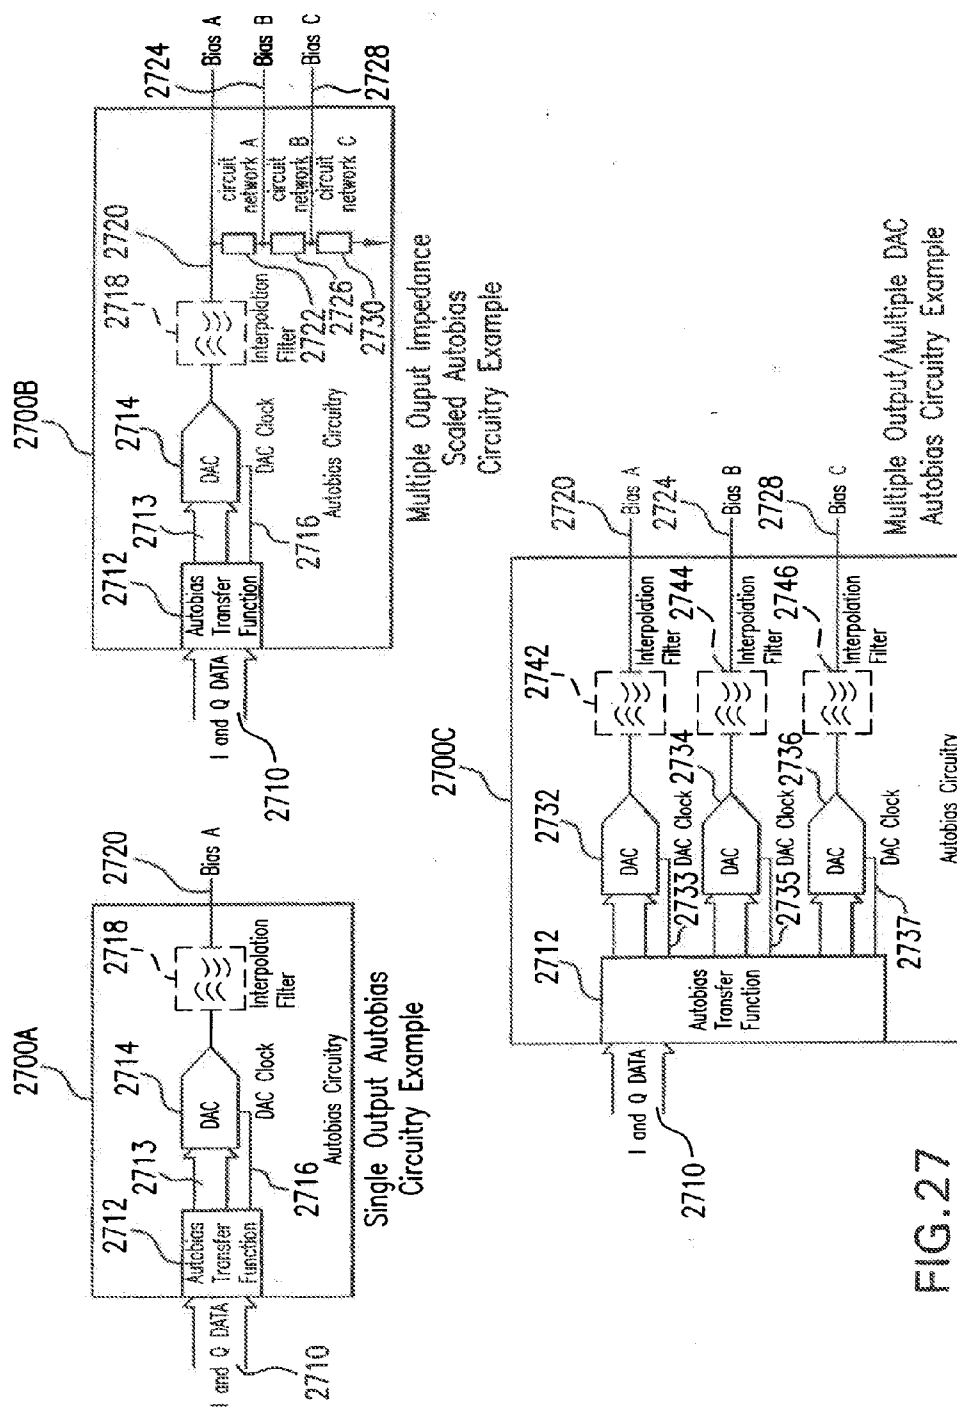 2700A
2712
2713
2714
2718
2720
I and Q DATA
Autobias
Transfer
Function
DAC
Interpolation
Filter
Bias A
2710
2716
DAC Clock
Autobias Circuitry
Single Output Autobias
Circuitry Example
2700B
2712
2713
2714
2718
2720
2724
I and Q DATA
Autobias
Transfer
Function
DAC
Interpolation
Filter
Bias A
Bias B
Bias C
circuit
network A
circuit
network B
circuit
network C
2710
2716
DAC Clock
Autobias Circuitry
2722
2726
2730
2728
Multiple Ouput Impedance
Scaled Autobias
Circuitry Example
2700C
2712
2732
2742
2720
I and Q DATA
Autobias
Transfer
Function
DAC
Interpolation
Filter
Bias A
2710
2733
DAC Clock
2734
2744
2724
DAC
Interpolation
Filter
Bias B
2735
DAC Clock
2736
2746
2728
DAC
Interpolation
Filter
Bias C
2737
DAC Clock
Autobias Circuitry
Multiple Output/Multiple DAC
Autobias Circuitry Example
FIG.27